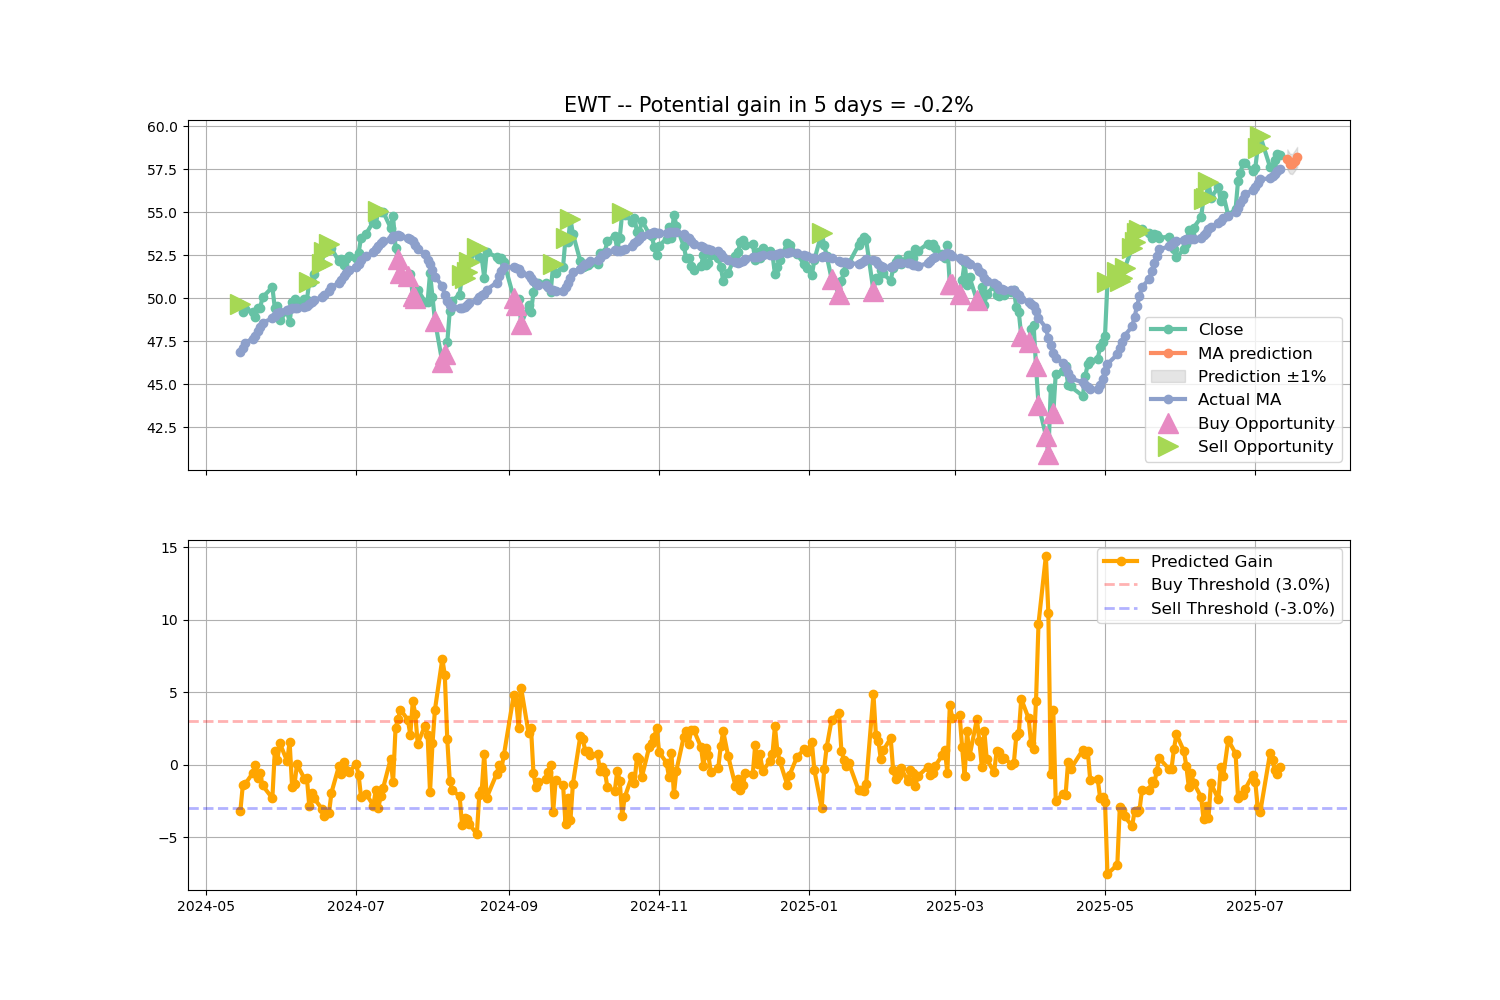 EWT -- Potential gain in 5 days = -0.2%
60.0
57.5
55.0
52.5
50.0
47.5
45.0
42.5
Close
MA prediction
Prediction ±1%
Actual MA
Buy Opportunity
Sell Opportunity
15
10
5
0
−5
Predicted Gain
Buy Threshold (3.0%)
Sell Threshold (-3.0%)
2024-05
2024-07
2024-09
2024-11
2025-01
2025-03
2025-05
2025-07